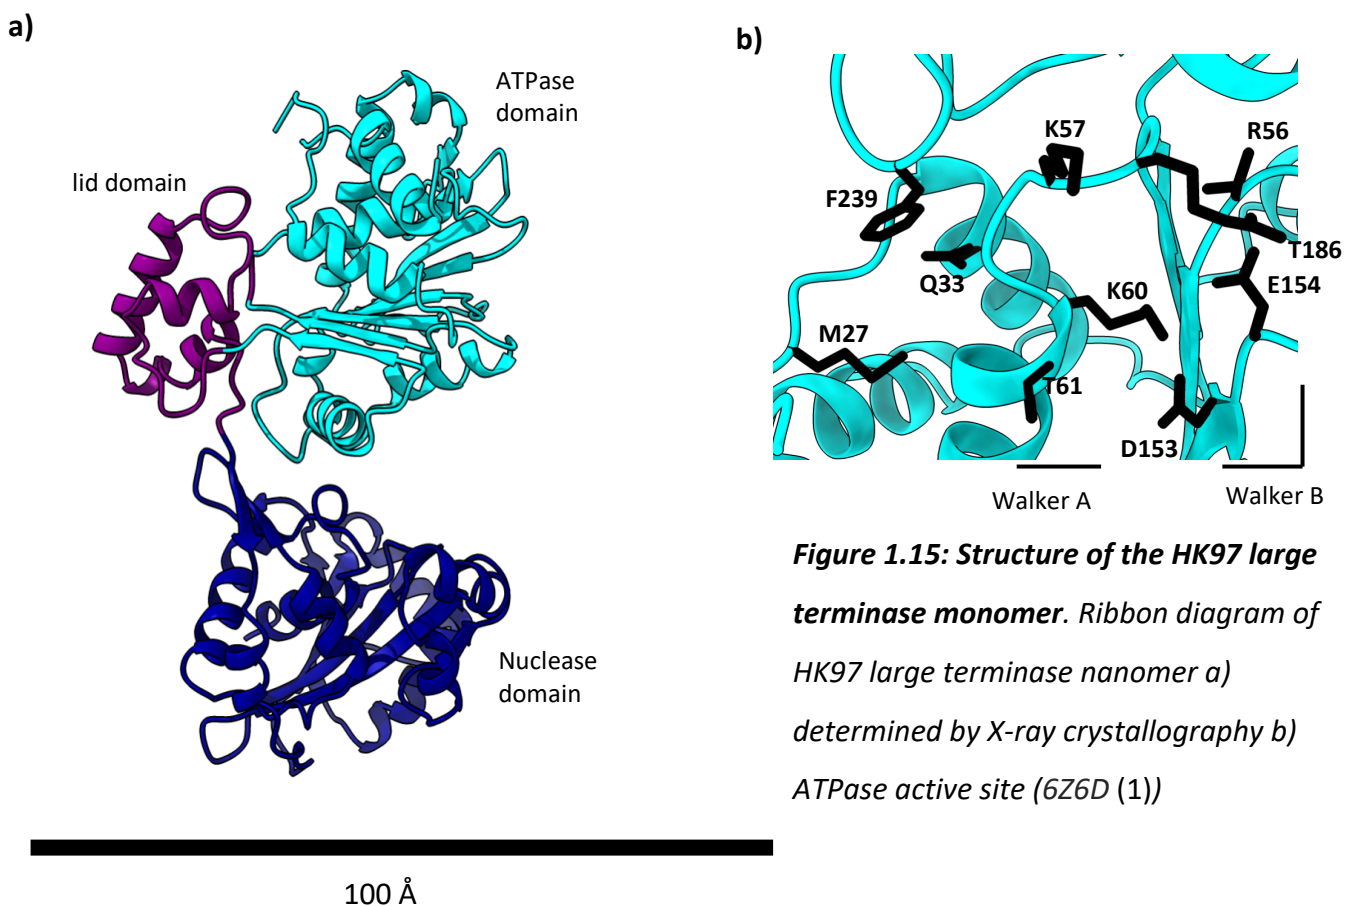 a)
ATPase
domain
lid domain
Nuclease
domain
100 Å
b)
K57
R56
F239
T186
Q33
E154
K60
M27
T61
D153
Walker A
Walker B
Figure 1.15: Structure of the HK97 large
terminase monomer. Ribbon diagram of
HK97 large terminase nanomer a)
determined by X-ray crystallography b)
ATPase active site (6Z6D (1))